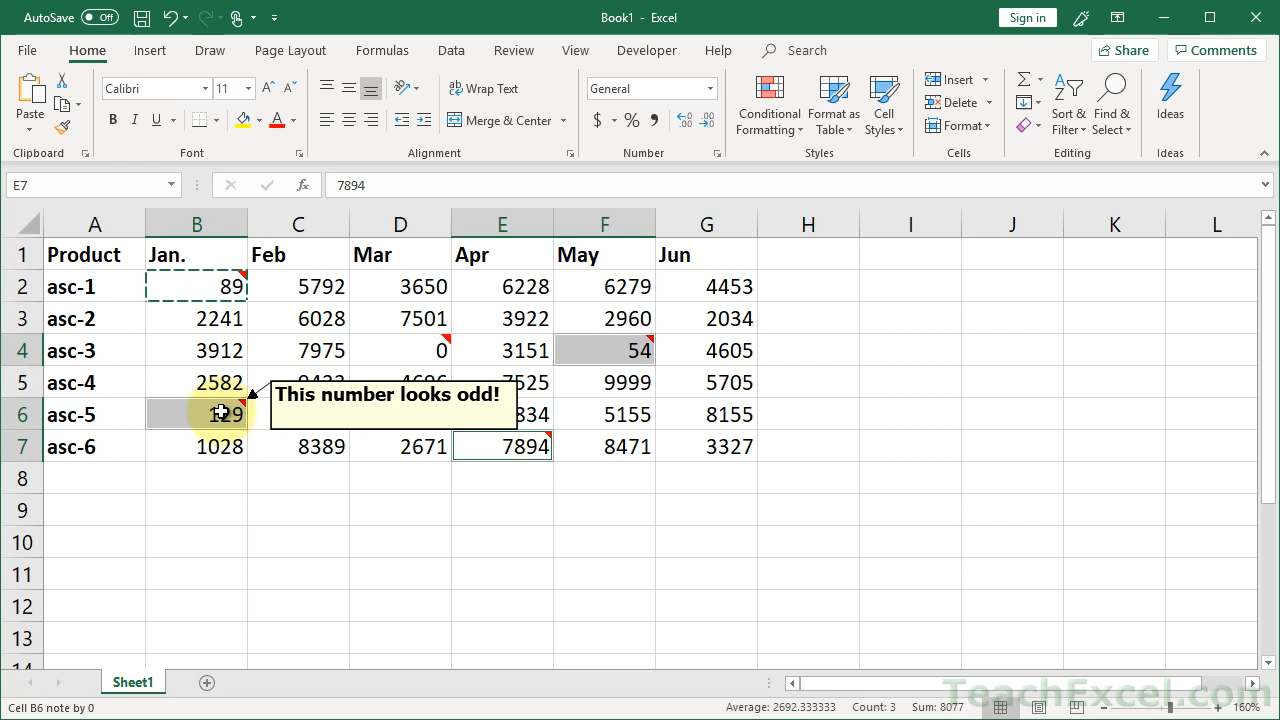 AutoSave Off Book1 - Excel Sign in
File Home Insert Draw Page Layout Formulas Data Review View Developer Help Search Share Comments
Paste
Clipboard
Calibri 11
B I U A
Font
Wrap Text
Merge & Center
Alignment
General
$ % 9
Number
Conditional Formatting
Format as Table
Cell Styles
Styles
Insert
Delete
Format
Cells
Sort & Filter
Find & Select
Editing
Ideas
Ideas
E7 fx 7894
A B C D E F G H I J K L
1 Product Jan. Feb Mar Apr May Jun
2 asc-1 89 5792 3650 6228 6279 4453
3 asc-2 2241 6028 7501 3922 2960 2034
4 asc-3 3912 7975 0 3151 54 4605
5 asc-4 2582 7525 9999 5705
This number looks odd!
6 asc-5 129 834 5155 8155
7 asc-6 1028 8389 2671 7894 8471 3327
8
9
10
11
12
13
14
Sheet1
TeachExcel.com
Cell B6 note by 0 Average: 2692.333333 Count: 3 Sum: 8077 160%